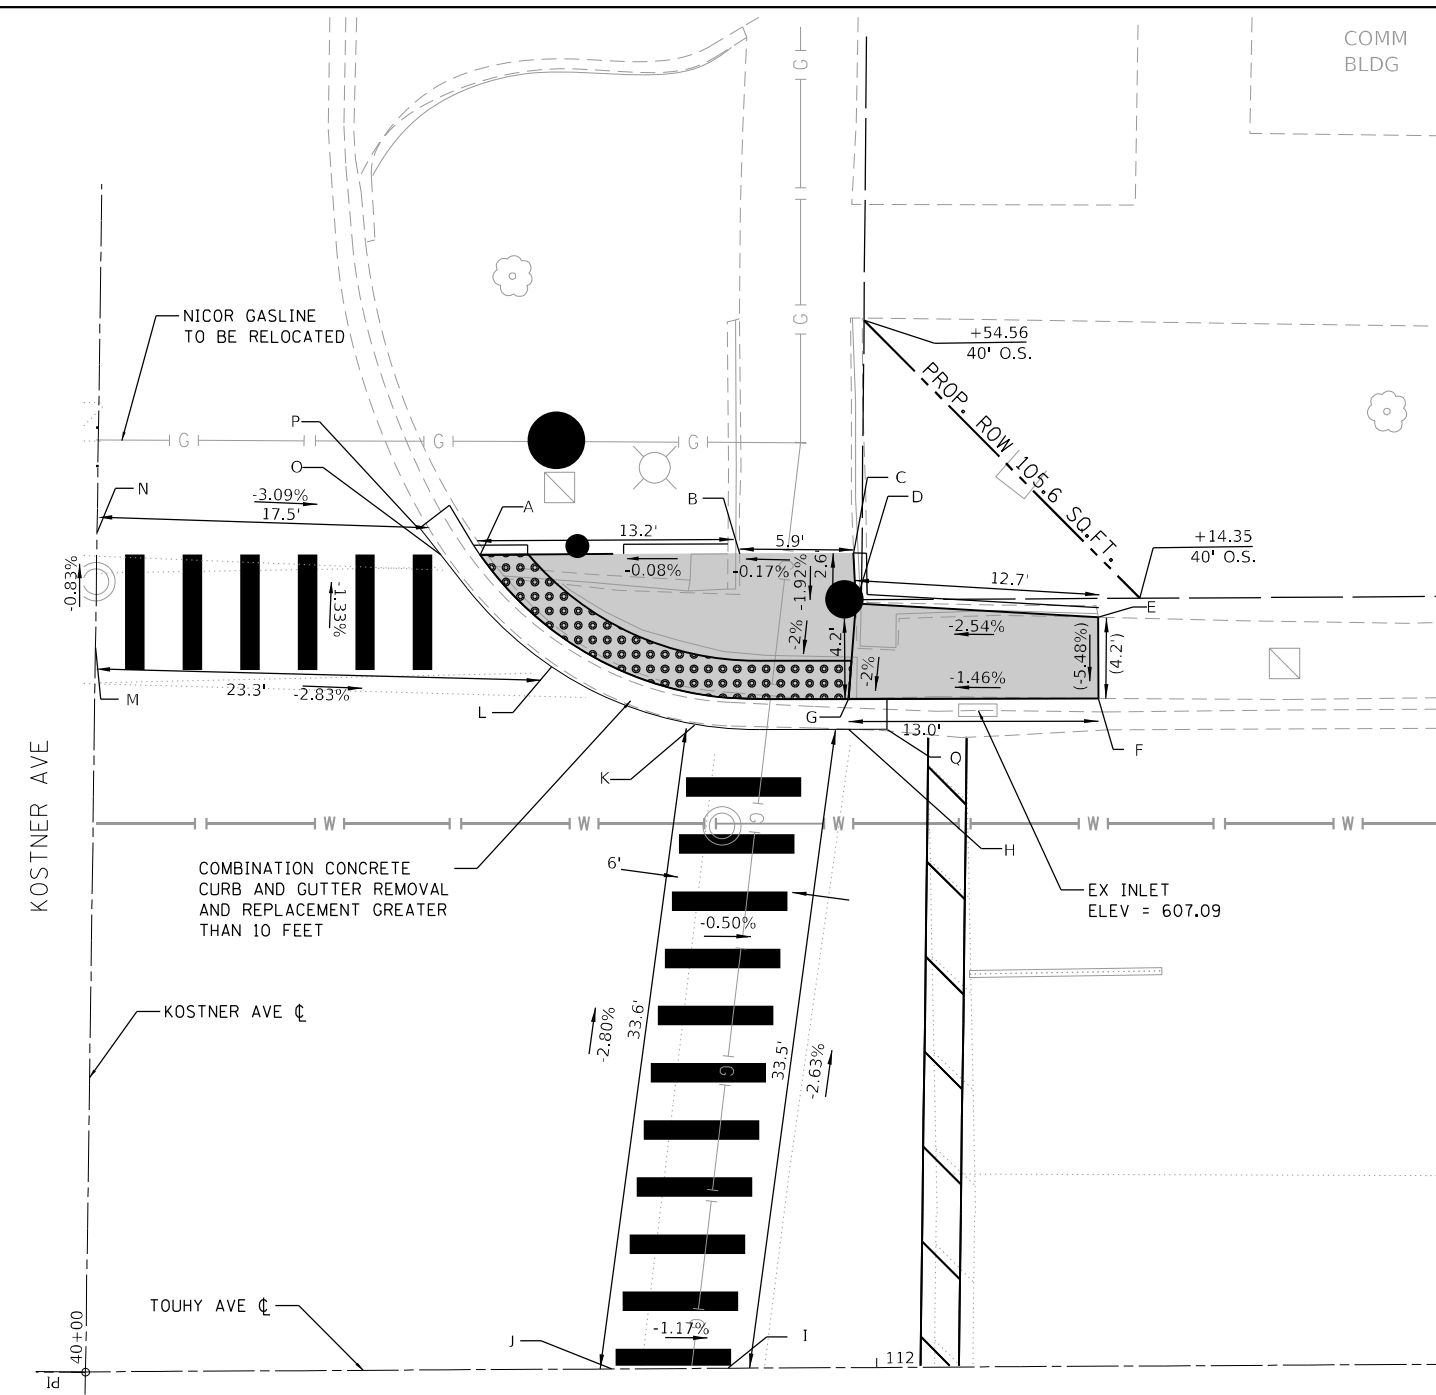 COMM
BLDG
G
NICOR GASLINE
TO BE RELOCATED
G
+54.56
40' O.S.
PROP. ROW 105.6 SQ.FT.
P
G
G
G
O
N
-3.09%
17.5'
A
B
C
D
13.2'
5.9'
+14.35
40' O.S.
-0.08%
-0.17%
-1.92%
2.6'
12.7'
-0.83%
-1.33%
E
-2%
4.2'
-2.54%
(-5.48%)
(4.2')
-2%
-1.46%
M
23.3'
-2.83%
L
G
13.0'
F
Q
K
KOSTNER AVE
W
W
G
W
W
W
H
COMBINATION CONCRETE
CURB AND GUTTER REMOVAL
AND REPLACEMENT GREATER
THAN 10 FEET
6'
EX INLET
ELEV = 607.09
-0.50%
KOSTNER AVE ℄
-2.80%
33.6'
33.5'
-2.63%
G
TOUHY AVE ℄
40+00
PI
J
-1.17%
G
I
112